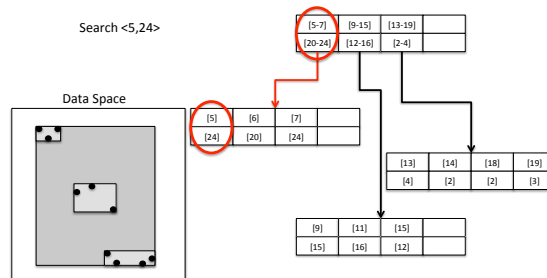 Search <5,24>
[5-7] [9-15] [13-19]
[20-24] [12-16] [2-4]
Data Space
[5] [6] [7]
[24] [20] [24]
[13] [14] [18] [19]
[4] [2] [2] [3]
[9] [11] [15]
[15] [16] [12]